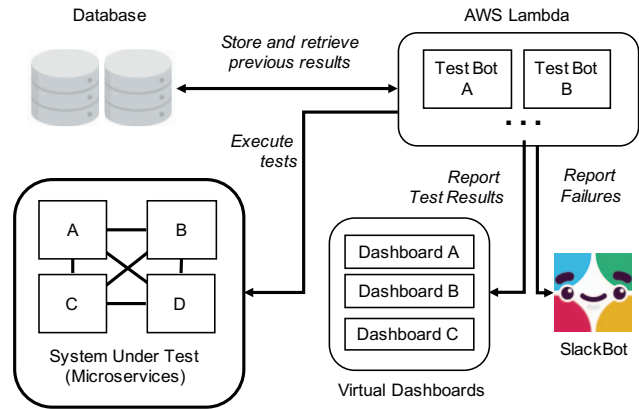 Database
AWS Lambda
Store and retrieve
previous results
Test Bot
A
Test Bot
B
...
Execute
tests
Report
Test Results
Report
Failures
A
B
C
D
System Under Test
(Microservices)
Dashboard A
Dashboard B
Dashboard C
Virtual Dashboards
SlackBot